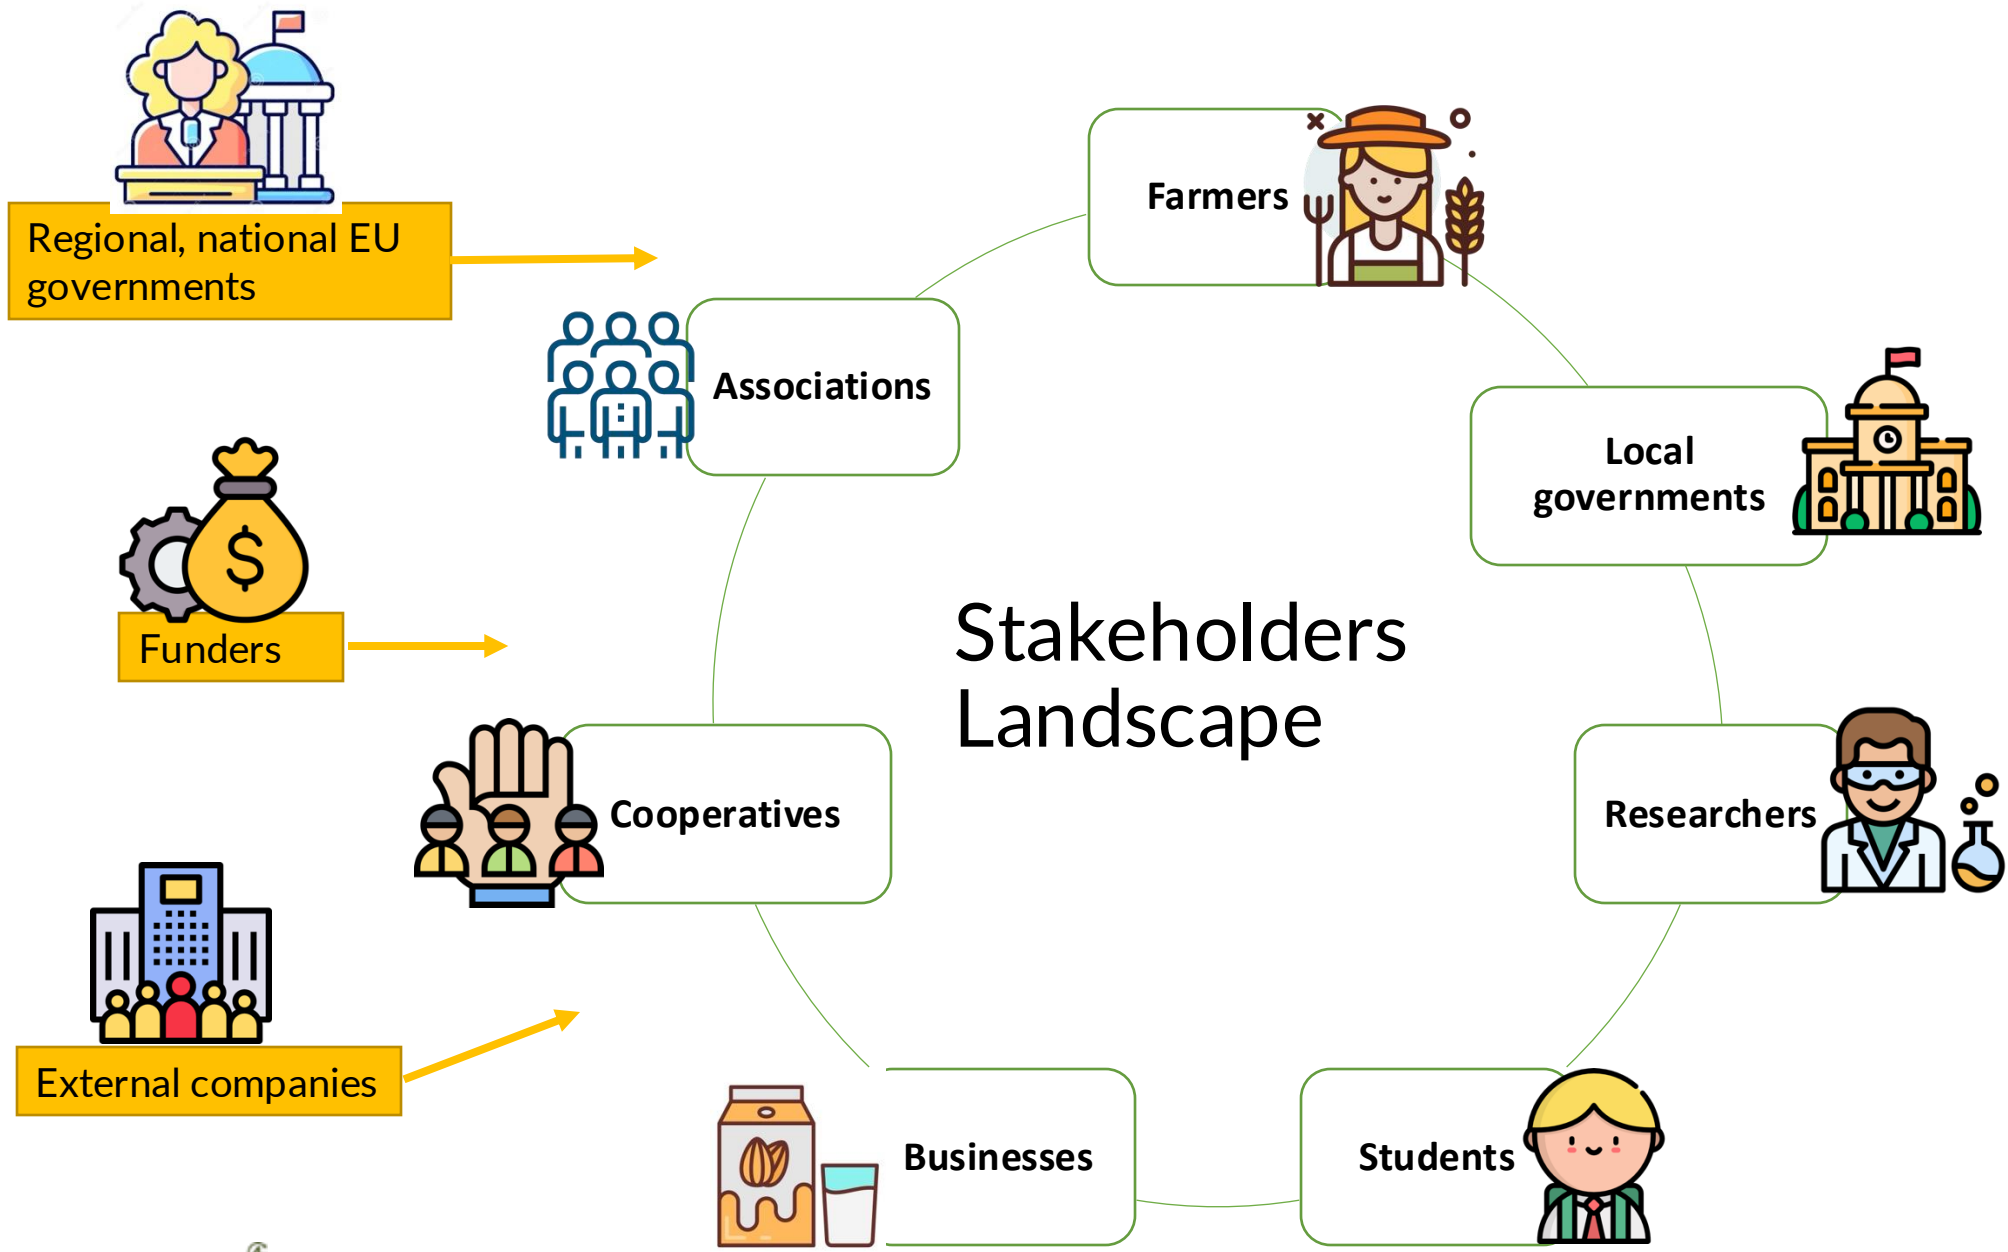 Regional, national EU
governments
Farmers
Associations
Local
governments
Stakeholders
Landscape
$
Funders
Cooperatives
Researchers
External companies
Businesses
Students